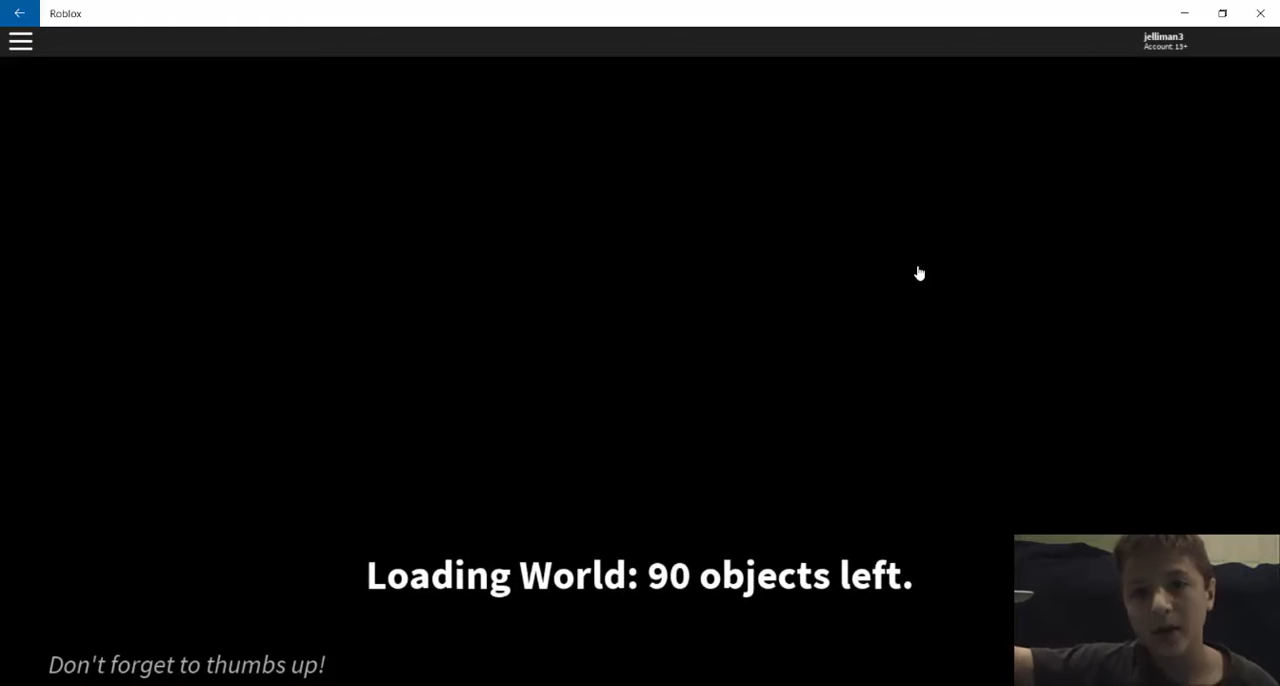 Roblox
jelliman3
Account: 13+
Loading World: 90 objects left.
Don't forget to thumbs up!